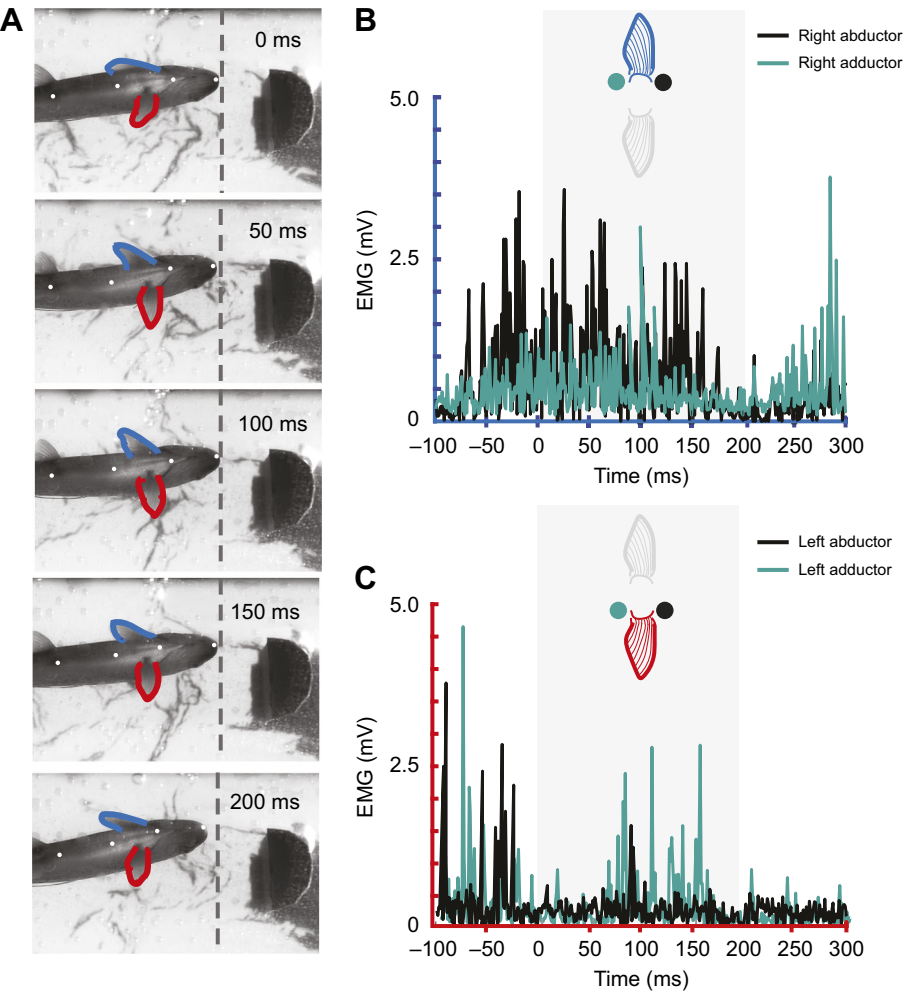 A
0 ms
50 ms
100 ms
150 ms
200 ms
B
Right abductor
Right adductor
5.0
2.5
0
EMG (mV)
–100 –50 0 50 100 150 200 250 300
Time (ms)
C
Left abductor
Left adductor
5.0
2.5
0
EMG (mV)
–100 –50 0 50 100 150 200 250 300
Time (ms)